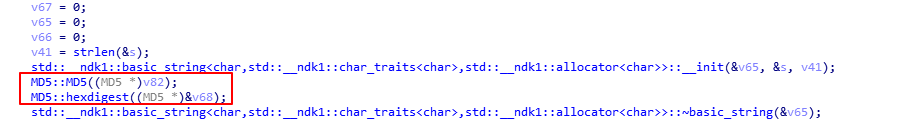 v67 = 0;
v65 = 0;
v66 = 0;
v41 = strlen(&s);
std::__ndk1::basic_string<char,std::__ndk1::char_traits<char>,std::__ndk1::allocator<char>>::__init(&v65, &s, v41);
MD5::MD5((MD5 *)v82);
MD5::hexdigest((MD5 *)&v68);
std::__ndk1::basic_string<char,std::__ndk1::char_traits<char>,std::__ndk1::allocator<char>>::~basic_string(&v65);